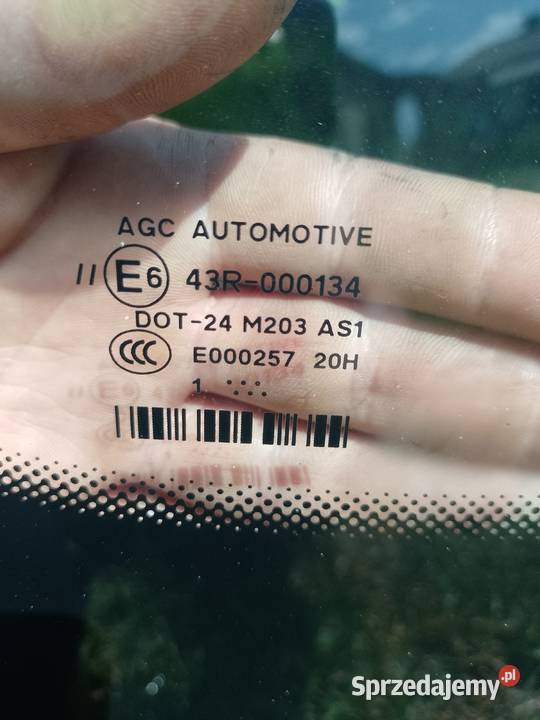 AGC AUTOMOTIVE
II E6 43R-000134
DOT-24 M203 AS1
CCC E000257 20H
1 .:.:.
Sprzedajemy.pl